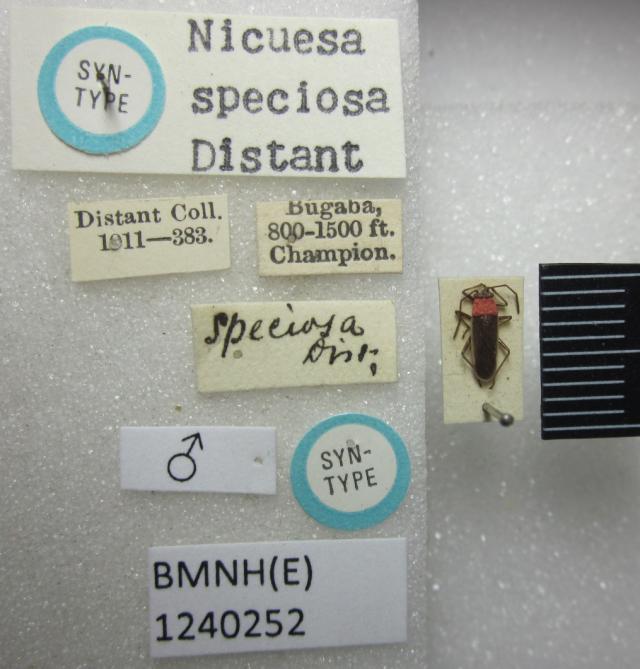 SYN-
TYPE
Nicuesa
speciosa
Distant
Distant Coll.
1911—383.
Bugaba,
800-1500 ft.
Champion.
speciosa
Dist.
♂
SYN-
TYPE
BMNH(E)
1240252